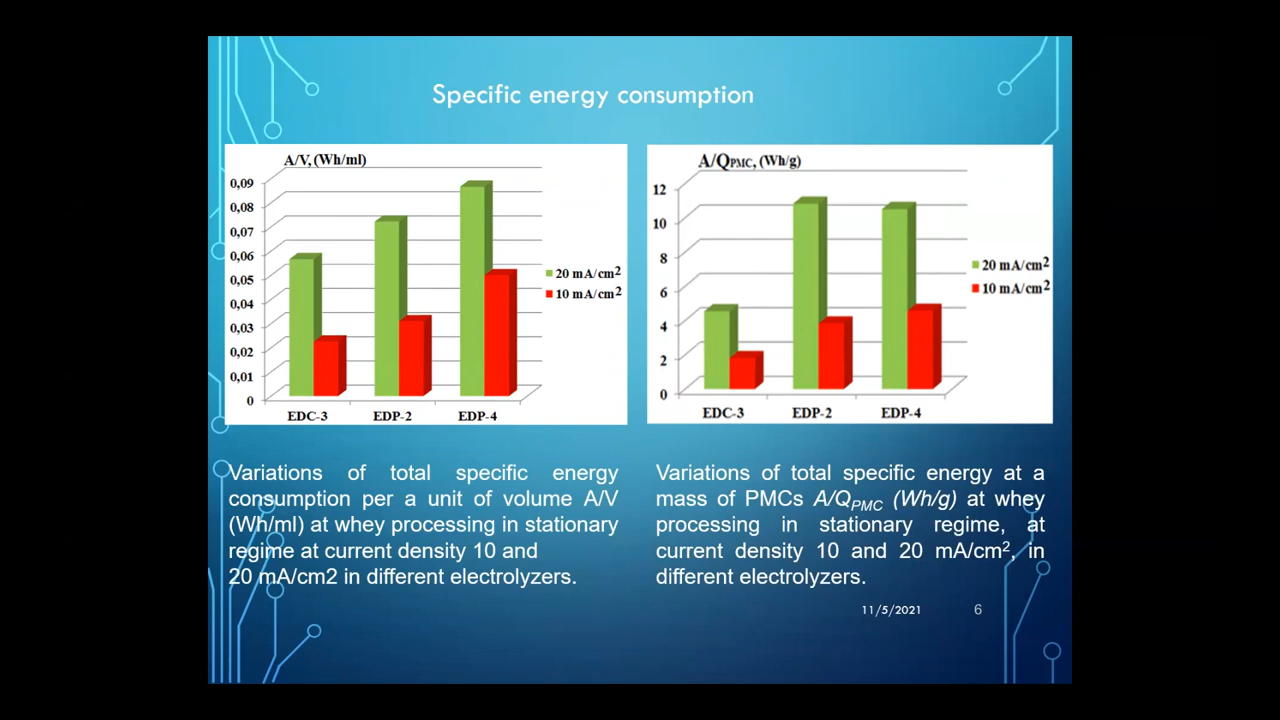 Specific energy consumption
A/V, (Wh/ml)
0,09
0,08
0,07
0,06
0,05
0,04
0,03
0,02
0,01
0
EDC-3 EDP-2 EDP-4
20 mA/cm2
10 mA/cm2
A/QPMC, (Wh/g)
12
10
8
6
4
2
0
EDC-3 EDP-2 EDP-4
20 mA/cm2
10 mA/cm2
Variations of total specific energy
consumption per a unit of volume A/V
(Wh/ml) at whey processing in stationary
regime at current density 10 and
20 mA/cm2 in different electrolyzers.
Variations of total specific energy at a
mass of PMCs A/QPMC (Wh/g) at whey
processing in stationary regime, at
current density 10 and 20 mA/cm², in
different electrolyzers.
11/5/2021 6